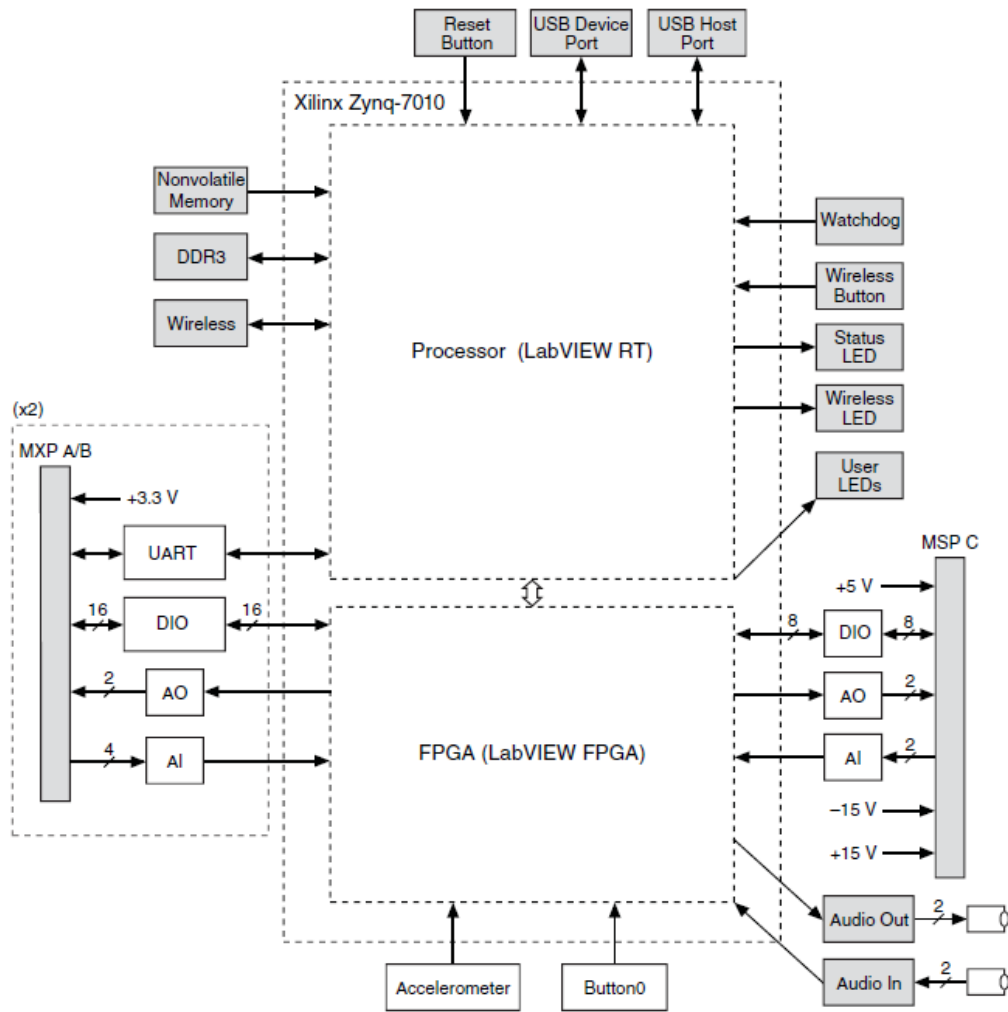 Reset
Button
USB Device
Port
USB Host
Port
Xilinx Zynq-7010
Nonvolatile
Memory
DDR3
Wireless
Processor (LabVIEW RT)
Watchdog
Wireless
Button
Status
LED
Wireless
LED
User
LEDs
(x2)
MXP A/B
+3.3 V
UART
16
DIO
16
2
AO
4
AI
FPGA (LabVIEW FPGA)
MSP C
+5 V
8
DIO
8
AO
2
AI
2
–15 V
+15 V
Audio Out
2
Audio In
2
Accelerometer
Button0